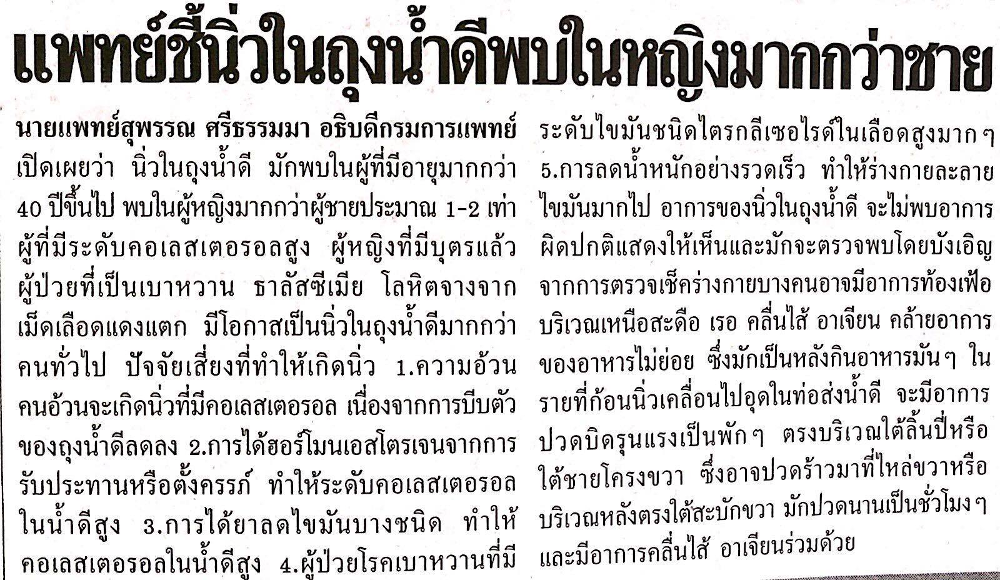 แพทย์ชี้นิ่วในถุงน้ำดีพบในหญิงมากกว่าชาย
นายแพทย์สุพรรณ ศรีธรรมมา อธิบดีกรมการแพทย์
เปิดเผยว่า นิ่วในถุงน้ำดี มักพบในผู้ที่มีอายุมากกว่า
40 ปีขึ้นไป พบในผู้หญิงมากกว่าผู้ชายประมาณ 1-2 เท่า
ผู้ที่มีระดับคอเลสเตอรอลสูง ผู้หญิงที่มีบุตรแล้ว
ผู้ป่วยที่เป็นเบาหวาน ธาลัสซีเมีย โลหิตจางจาก
เม็ดเลือดแดงแตก มีโอกาสเป็นนิ่วในถุงน้ำดีมากกว่า
คนทั่วไป ปัจจัยเสี่ยงที่ทำให้เกิดนิ่ว 1.ความอ้วน
คนอ้วนจะเกิดนิ่วที่มีคอเลสเตอรอล เนื่องจากการบีบตัว
ของถุงน้ำดีลดลง 2.การได้ฮอร์โมนเอสโตรเจนจากการ
รับประทานหรือตั้งครรภ์ ทำให้ระดับคอเลสเตอรอล
ในน้ำดีสูง 3.การได้ยาลดไขมันบางชนิด ทำให้
คอเลสเตอรอลในน้ำดีสูง 4.ผู้ป่วยโรคเบาหวานที่มี
ระดับไขมันชนิดไตรกลีเซอไรด์ในเลือดสูงมากๆ
5.การลดน้ำหนักอย่างรวดเร็ว ทำให้ร่างกายละลาย
ไขมันมากไป อาการของนิ่วในถุงน้ำดี จะไม่พบอาการ
ผิดปกติแสดงให้เห็นและมักจะตรวจพบโดยบังเอิญ
จากการตรวจเช็คร่างกายบางคนอาจมีอาการท้องเฟ้อ
บริเวณเหนือสะดือ เรอ คลื่นไส้ อาเจียน คล้ายอาการ
ของอาหารไม่ย่อย ซึ่งมักเป็นหลังกินอาหารมันๆ ใน
รายที่ก้อนนิ่วเคลื่อนไปอุดในท่อส่งน้ำดี จะมีอาการ
ปวดบิดรุนแรงเป็นพักๆ ตรงบริเวณใต้ลิ้นปี่หรือ
ใต้ชายโครงขวา ซึ่งอาจปวดร้าวมาที่ไหล่ขวาหรือ
บริเวณหลังตรงใต้สะบักขวา มักปวดนานเป็นชั่วโมงๆ
และมีอาการคลื่นไส้ อาเจียนร่วมด้วย